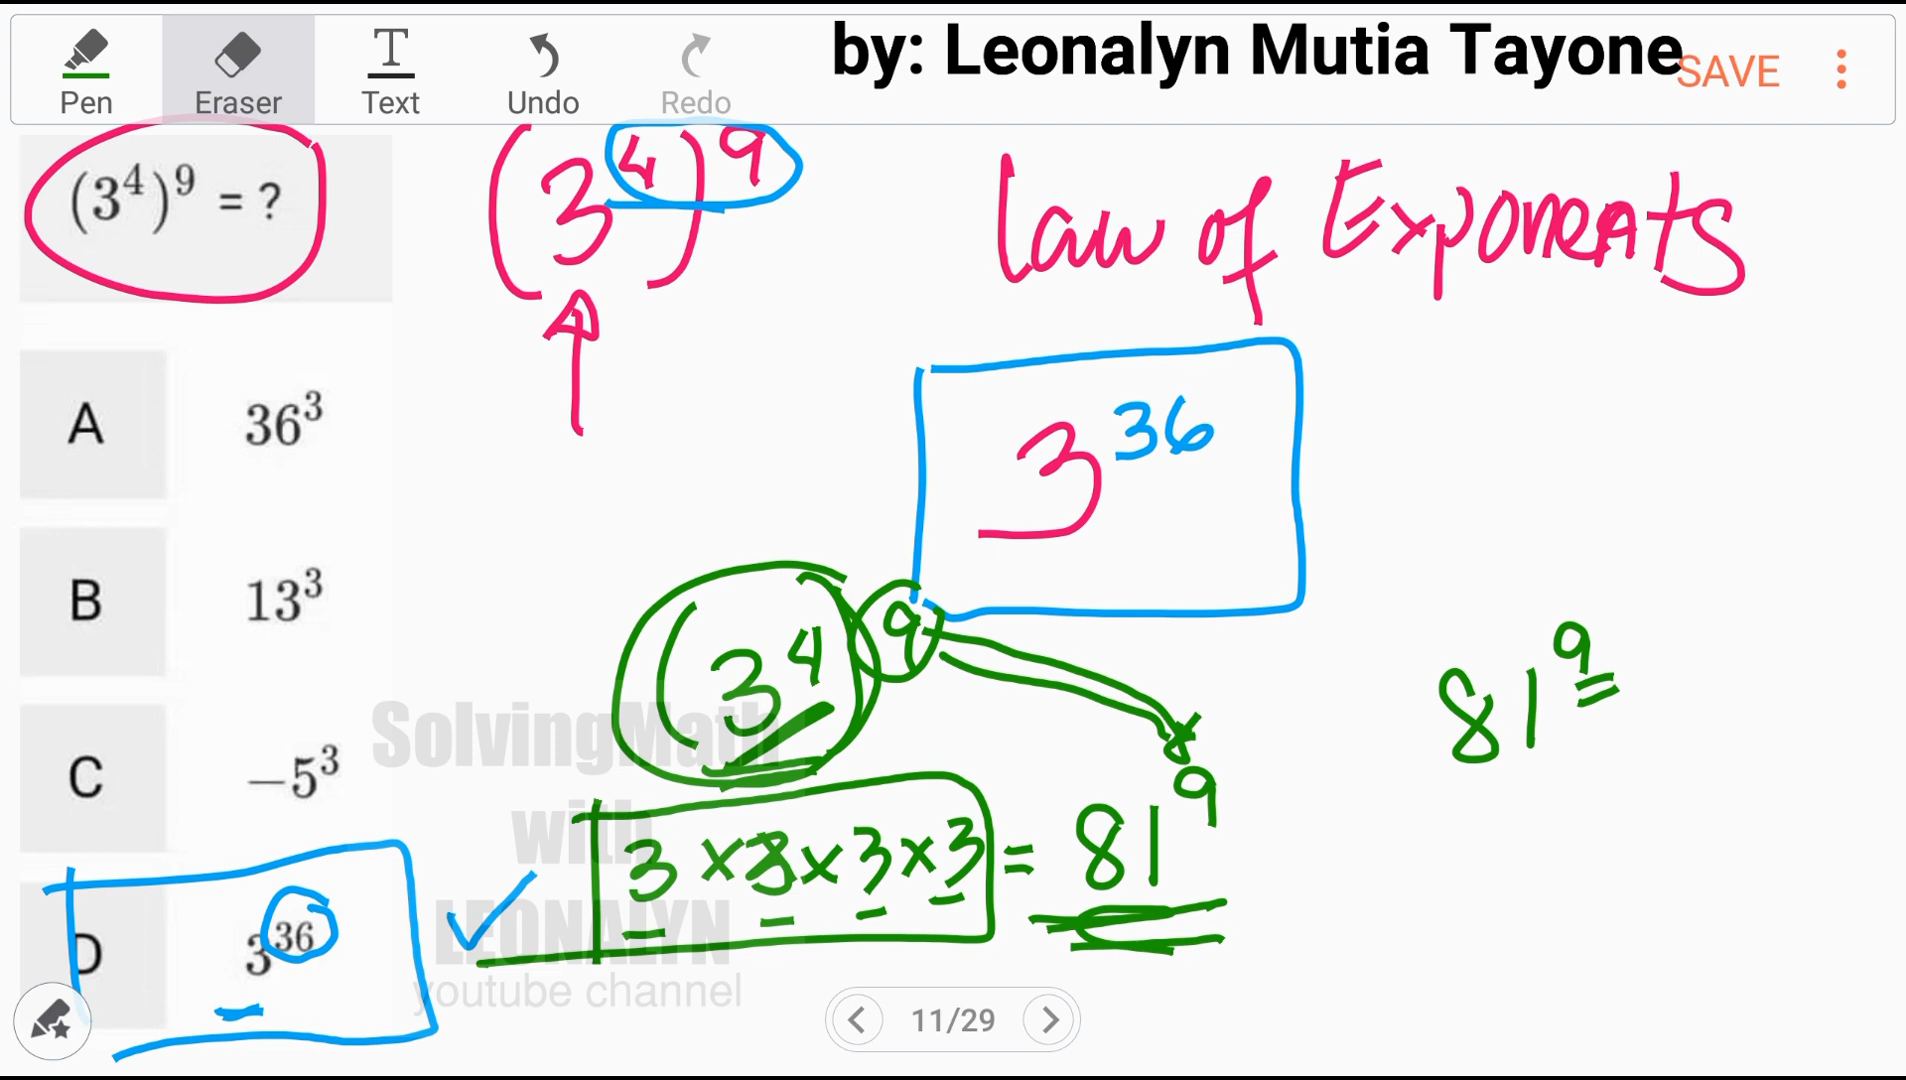 by: Leonalyn Mutia Tayone
Pen Eraser Text Undo Redo SAVE
(3⁴)⁹ = ?
(3⁴)⁹ Law of Exponents
A 36³
3³⁶
B 13³
(3⁴)⁹
81⁹
C −5³
SolvingMath
with
3 × 3 × 3 × 3 = 81⁹
D 3³⁶
LEONALYN
youtube channel
11/29